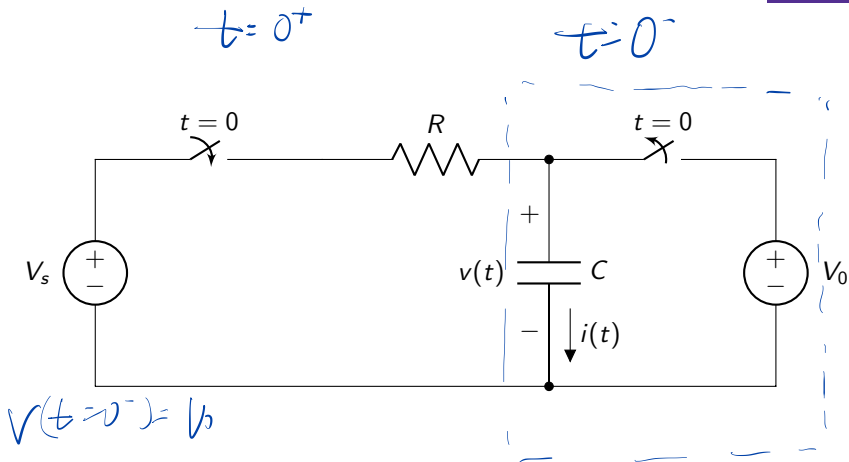 t = 0⁺
t = 0⁻
t = 0
R
t = 0
+
+
−
V_s
v(t)
C
+
−
V_0
−
i(t)
V(t=0⁻) = V_0